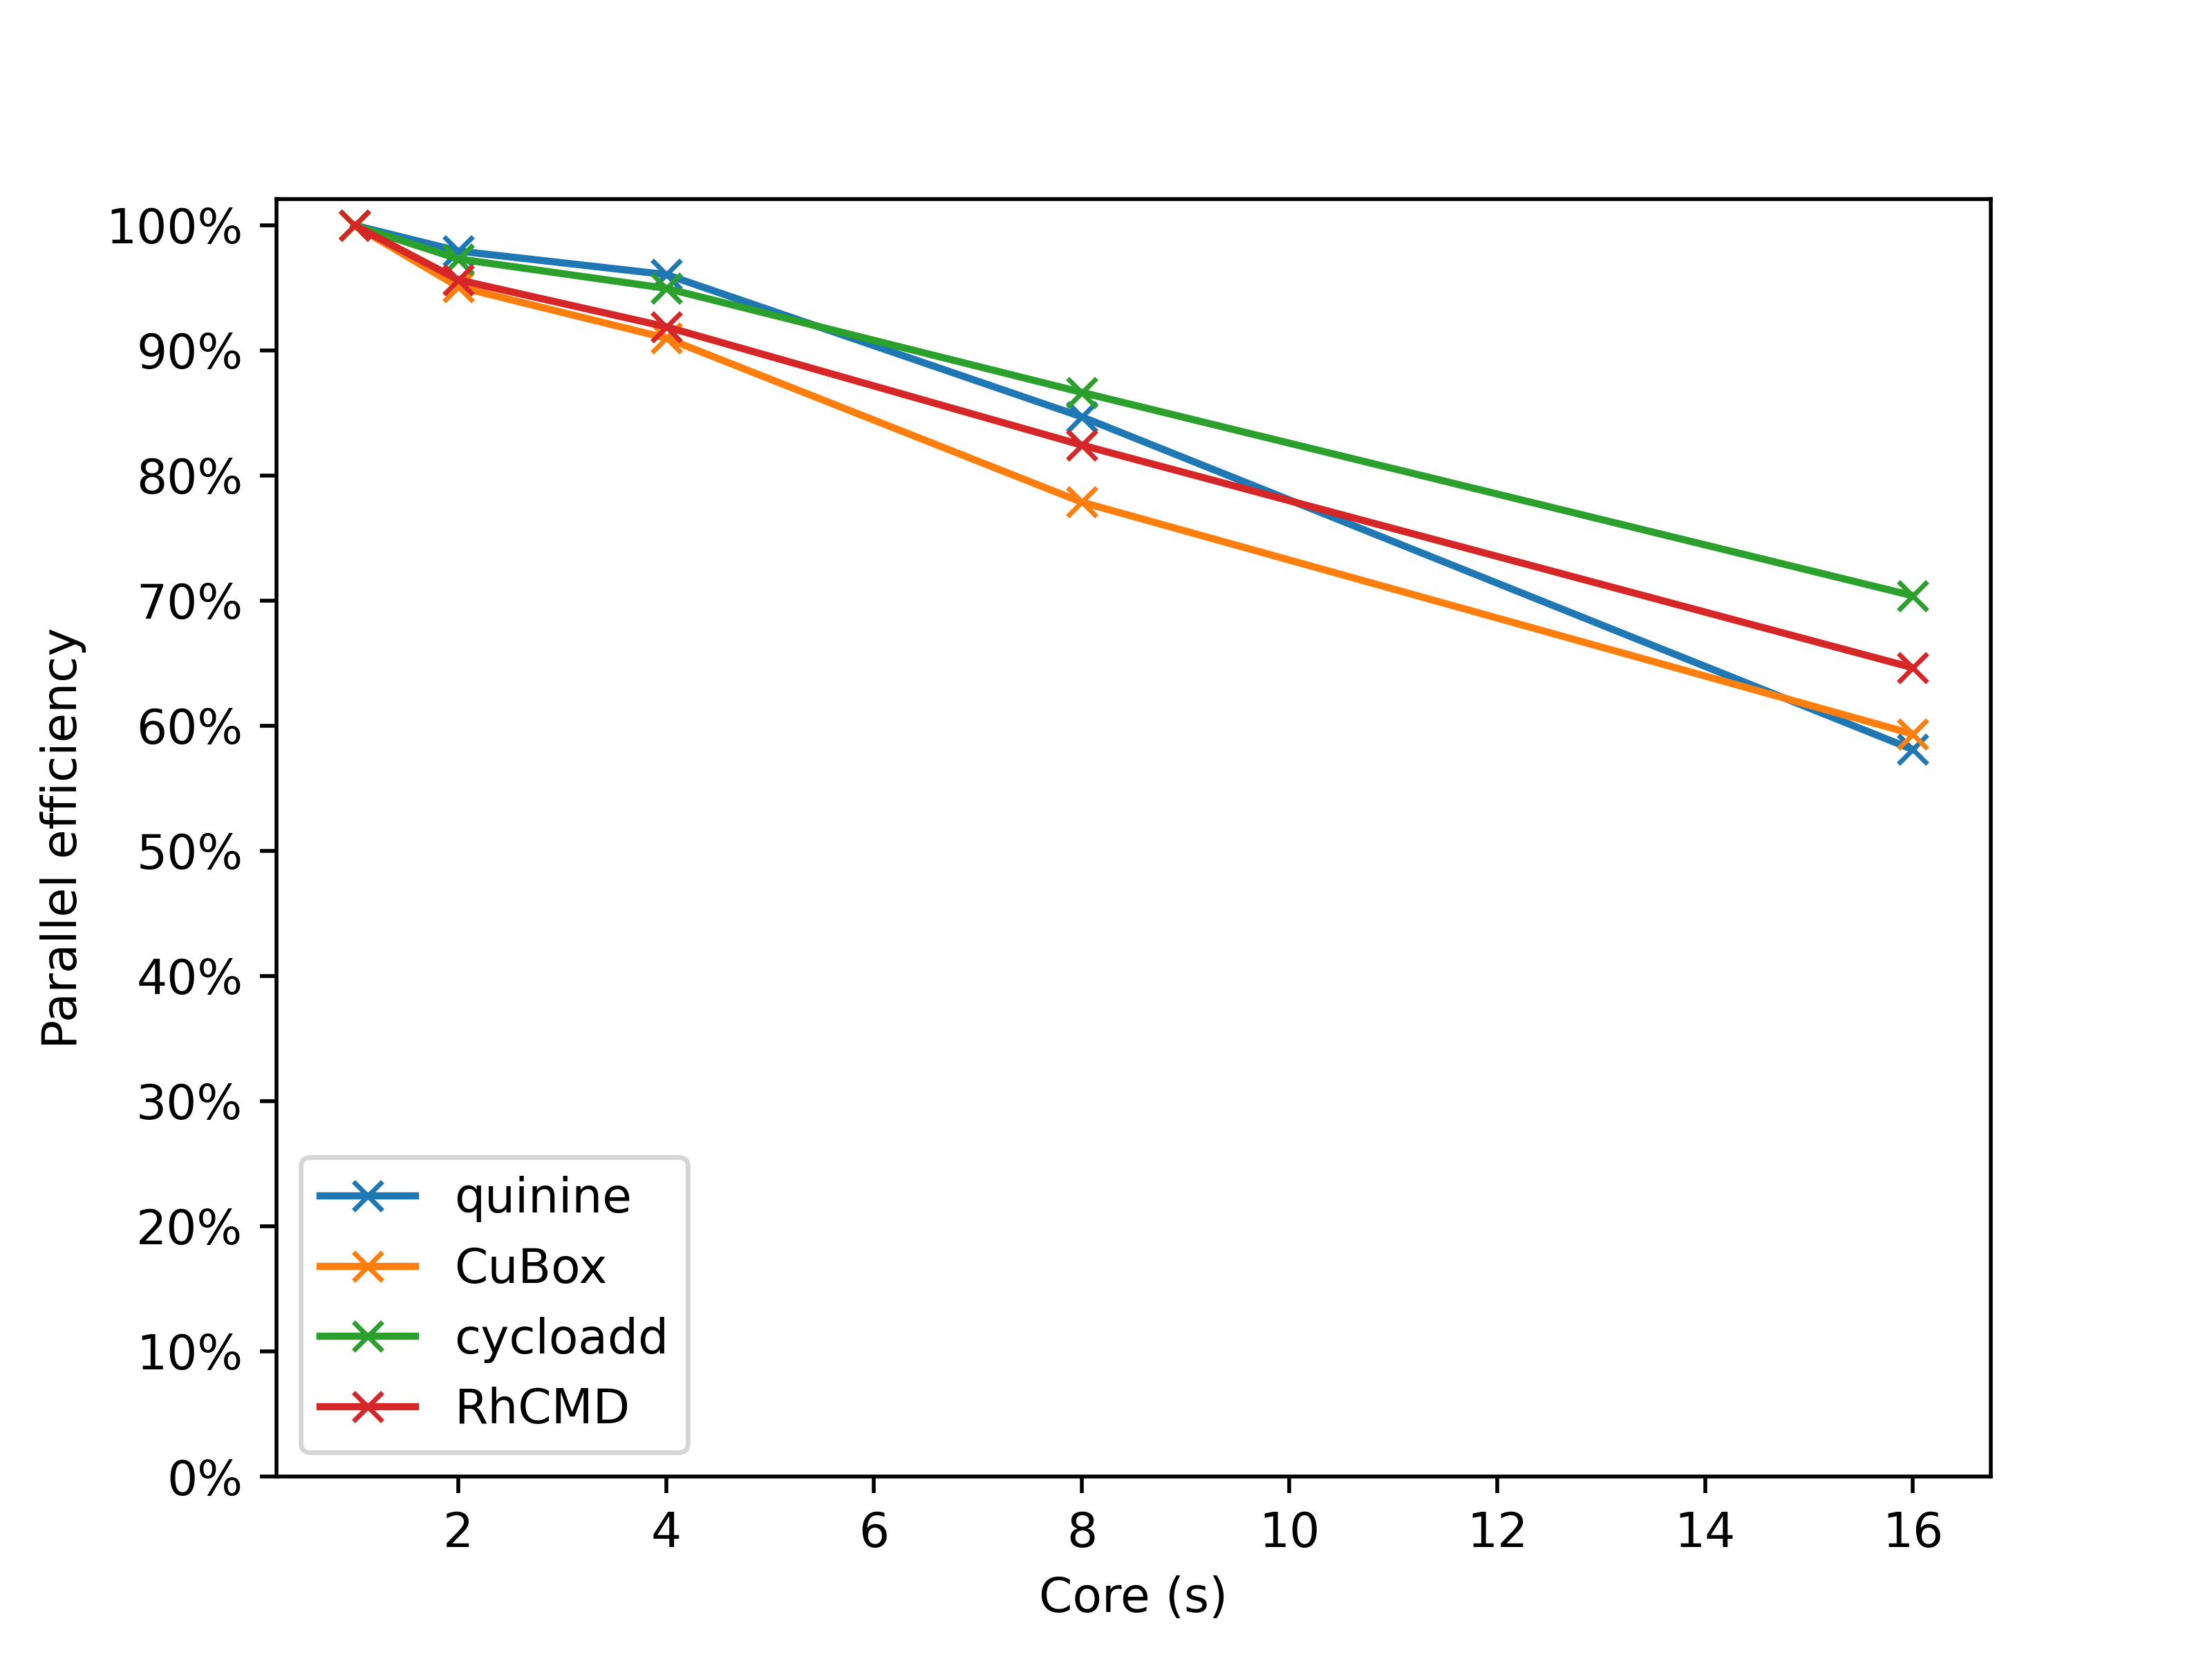 100%
90%
80%
70%
60%
50%
40%
30%
20%
10%
0%
Parallel efficiency
quinine
CuBox
cycloadd
RhCMD
2 4 6 8 10 12 14 16
Core (s)